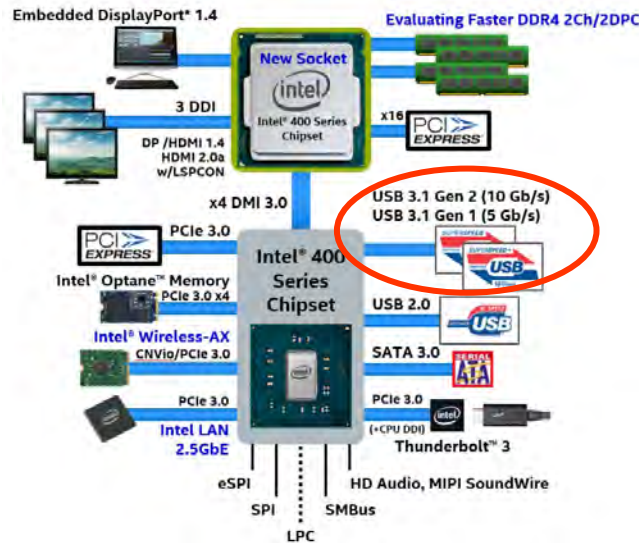 Embedded DisplayPort* 1.4
Evaluating Faster DDR4 2Ch/2DPC
New Socket
intel
Intel® 400 Series
Chipset
3 DDI
DP /HDMI 1.4
HDMI 2.0a
w/LSPCON
x16
PCI
EXPRESS
x4 DMI 3.0
USB 3.1 Gen 2 (10 Gb/s)
USB 3.1 Gen 1 (5 Gb/s)
PCIe 3.0
PCI
EXPRESS
Intel® 400
Series
Chipset
USB
Intel® Optane™ Memory
PCIe 3.0 x4
USB 2.0
USB
Intel® Wireless-AX
CNVio/PCIe 3.0
SATA 3.0
SERIAL
ATA
intel
PCIe 3.0
Intel LAN
2.5GbE
PCIe 3.0
(+CPU DDI)
intel
Thunderbolt™ 3
eSPI
SPI
LPC
SMBus
HD Audio, MIPI SoundWire